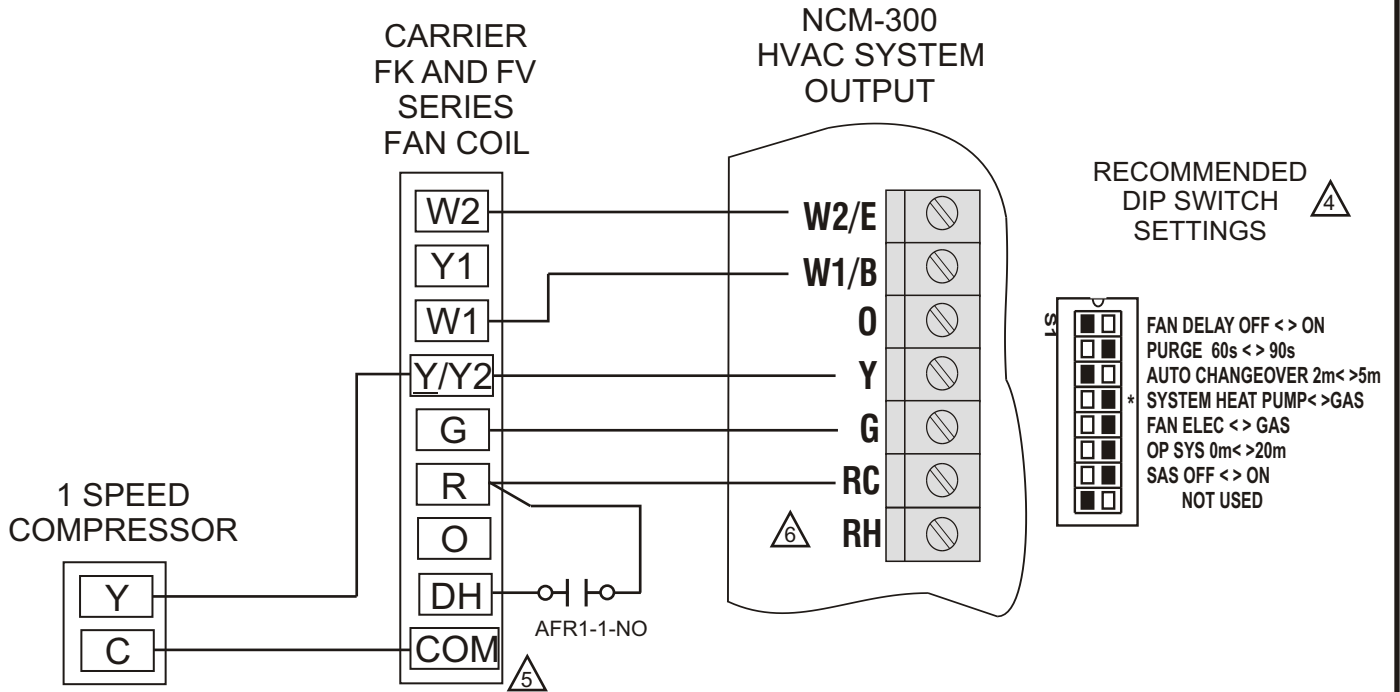 CARRIER
FK AND FV
SERIES
FAN COIL
W2
Y1
W1
Y/Y2
G
R
O
DH
COM
5
AFR1-1-NO
1 SPEED
COMPRESSOR
Y
C
NCM-300
HVAC SYSTEM
OUTPUT
W2/E
W1/B
O
Y
G
RC
6 RH
RECOMMENDED
DIP SWITCH
SETTINGS
4
S1
FAN DELAY OFF < > ON
PURGE 60s < > 90s
AUTO CHANGEOVER 2m< >5m
* SYSTEM HEAT PUMP< >GAS
FAN ELEC < > GAS
OP SYS 0m< >20m
SAS OFF < > ON
NOT USED